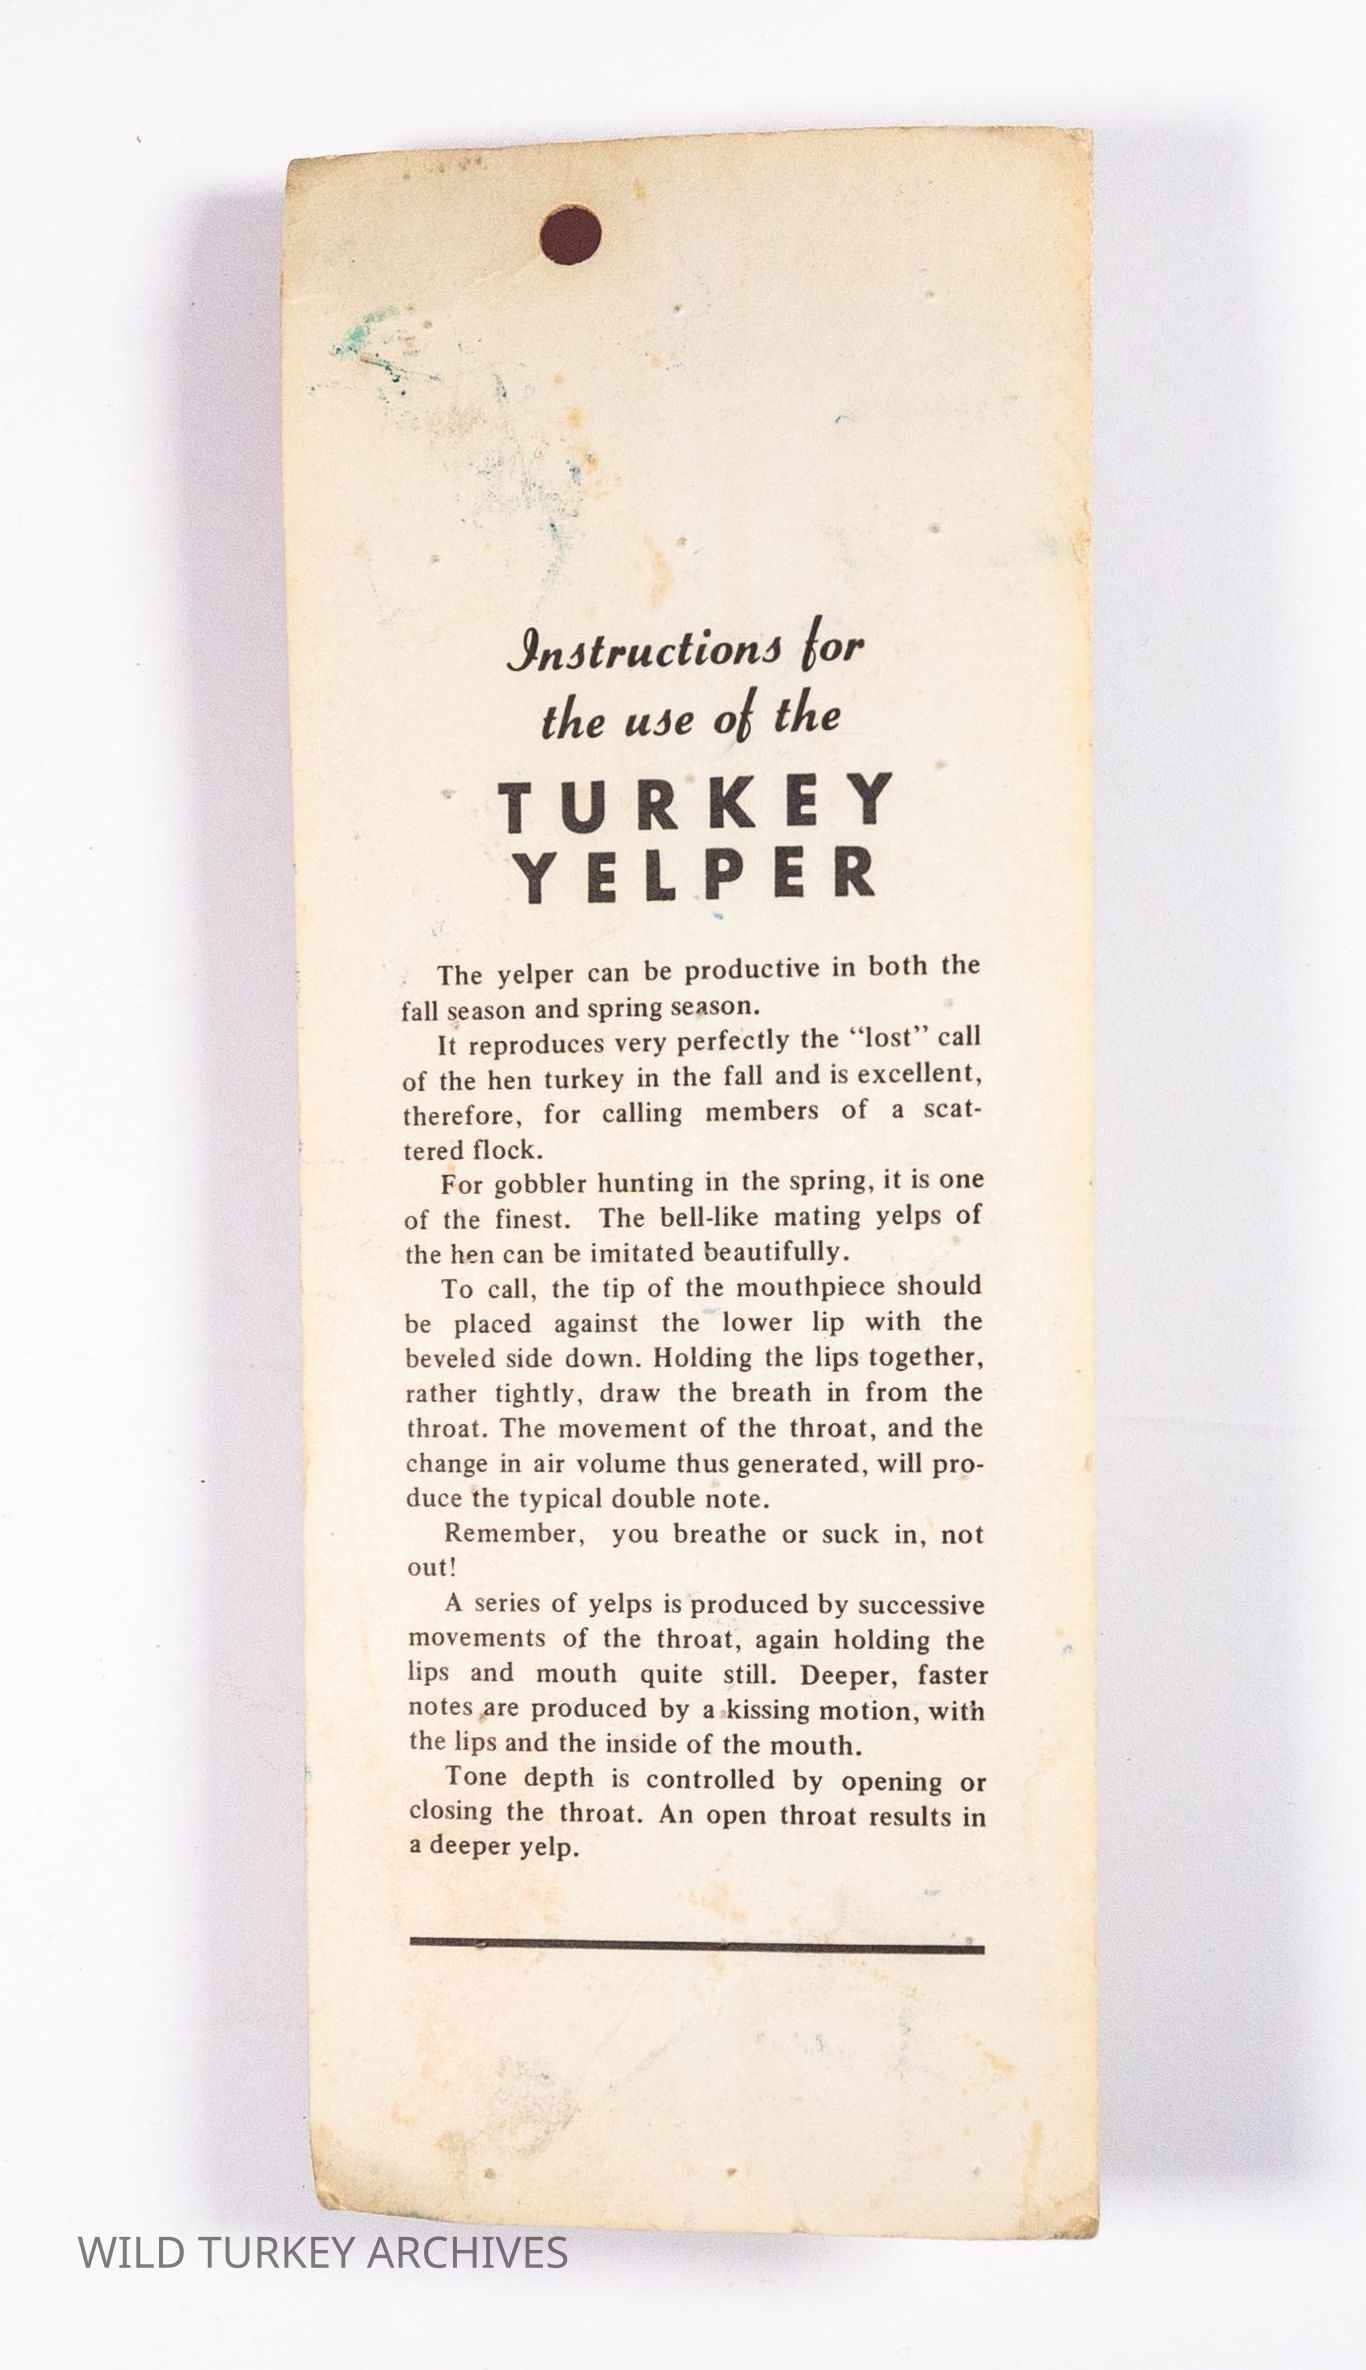 Instructions for
the use of the
TURKEY
YELPER
The yelper can be productive in both the
fall season and spring season.
It reproduces very perfectly the “lost” call
of the hen turkey in the fall and is excellent,
therefore, for calling members of a scat-
tered flock.
For gobbler hunting in the spring, it is one
of the finest. The bell-like mating yelps of
the hen can be imitated beautifully.
To call, the tip of the mouthpiece should
be placed against the lower lip with the
beveled side down. Holding the lips together,
rather tightly, draw the breath in from the
throat. The movement of the throat, and the
change in air volume thus generated, will pro-
duce the typical double note.
Remember, you breathe or suck in, not
out!
A series of yelps is produced by successive
movements of the throat, again holding the
lips and mouth quite still. Deeper, faster
notes are produced by a kissing motion, with
the lips and the inside of the mouth.
Tone depth is controlled by opening or
closing the throat. An open throat results in
a deeper yelp.
WILD TURKEY ARCHIVES